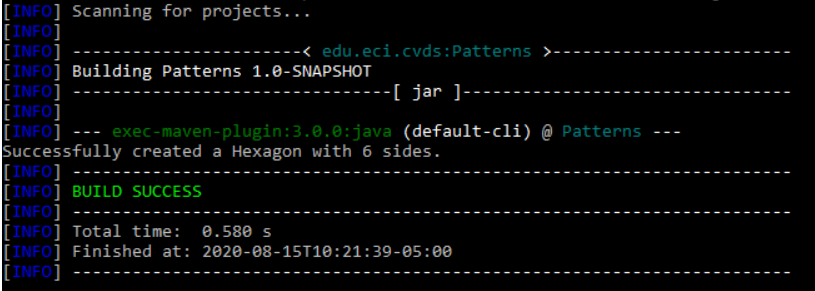 [INFO] Scanning for projects...
[INFO]
[INFO] -----------------------< edu.eci.cvds:Patterns >------------------------
[INFO] Building Patterns 1.0-SNAPSHOT
[INFO] --------------------------------[ jar ]---------------------------------
[INFO]
[INFO] --- exec-maven-plugin:3.0.0:java (default-cli) @ Patterns ---
Successfully created a Hexagon with 6 sides.
[INFO] ------------------------------------------------------------------------
[INFO] BUILD SUCCESS
[INFO] ------------------------------------------------------------------------
[INFO] Total time:  0.580 s
[INFO] Finished at: 2020-08-15T10:21:39-05:00
[INFO] ------------------------------------------------------------------------